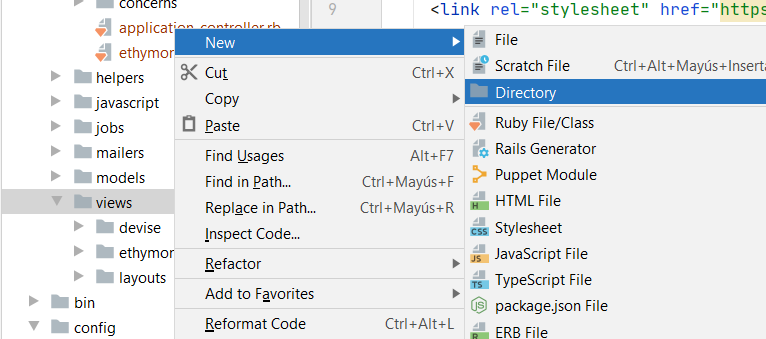 concerns
application_controller.rb
ethymo
helpers
javascript
jobs
mailers
models
views
devise
ethymo
layouts
bin
config
New
Cut Ctrl+X
Copy
Paste Ctrl+V
Find Usages Alt+F7
Find in Path... Ctrl+Mayús+F
Replace in Path... Ctrl+Mayús+R
Inspect Code...
Refactor
Add to Favorites
Reformat Code Ctrl+Alt+L
9 <link rel="stylesheet" href="https
File
Scratch File Ctrl+Alt+Mayús+Inserta
Directory
Ruby File/Class
Rails Generator
Puppet Module
HTML File
Stylesheet
JavaScript File
TypeScript File
package.json File
ERB File